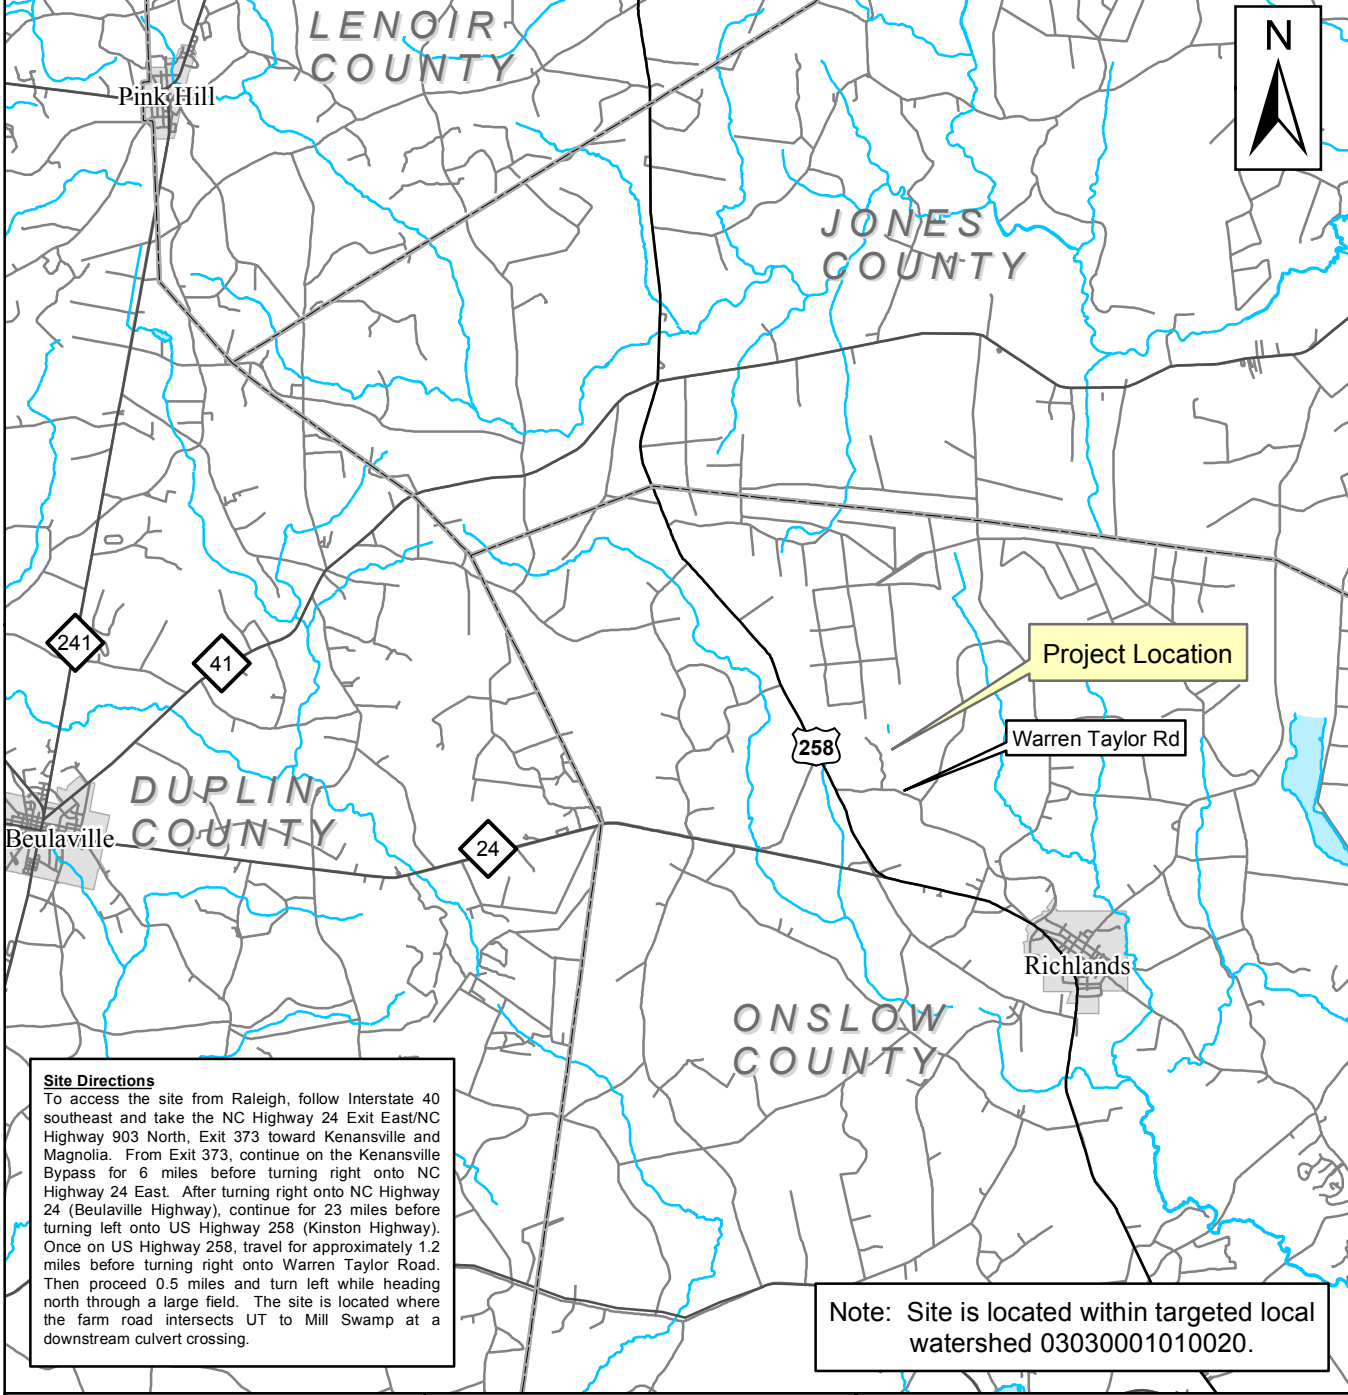 LENOIR
COUNTY
N
Pink Hill
JONES
COUNTY
241
41
Project Location
Warren Taylor Rd
258
DUPLIN
COUNTY
Beulaville
24
Richlands
ONSLOW
COUNTY
Site Directions
To access the site from Raleigh, follow Interstate 40
southeast and take the NC Highway 24 Exit East/NC
Highway 903 North, Exit 373 toward Kenansville and
Magnolia. From Exit 373, continue on the Kenansville
Bypass for 6 miles before turning right onto NC
Highway 24 East. After turning right onto NC Highway
24 (Beulaville Highway), continue for 23 miles before
turning left onto US Highway 258 (Kinston Highway).
Once on US Highway 258, travel for approximately 1.2
miles before turning right onto Warren Taylor Road.
Then proceed 0.5 miles and turn left while heading
north through a large field. The site is located where
the farm road intersects UT to Mill Swamp at a
downstream culvert crossing.
Note: Site is located within targeted local
watershed 03030001010020.